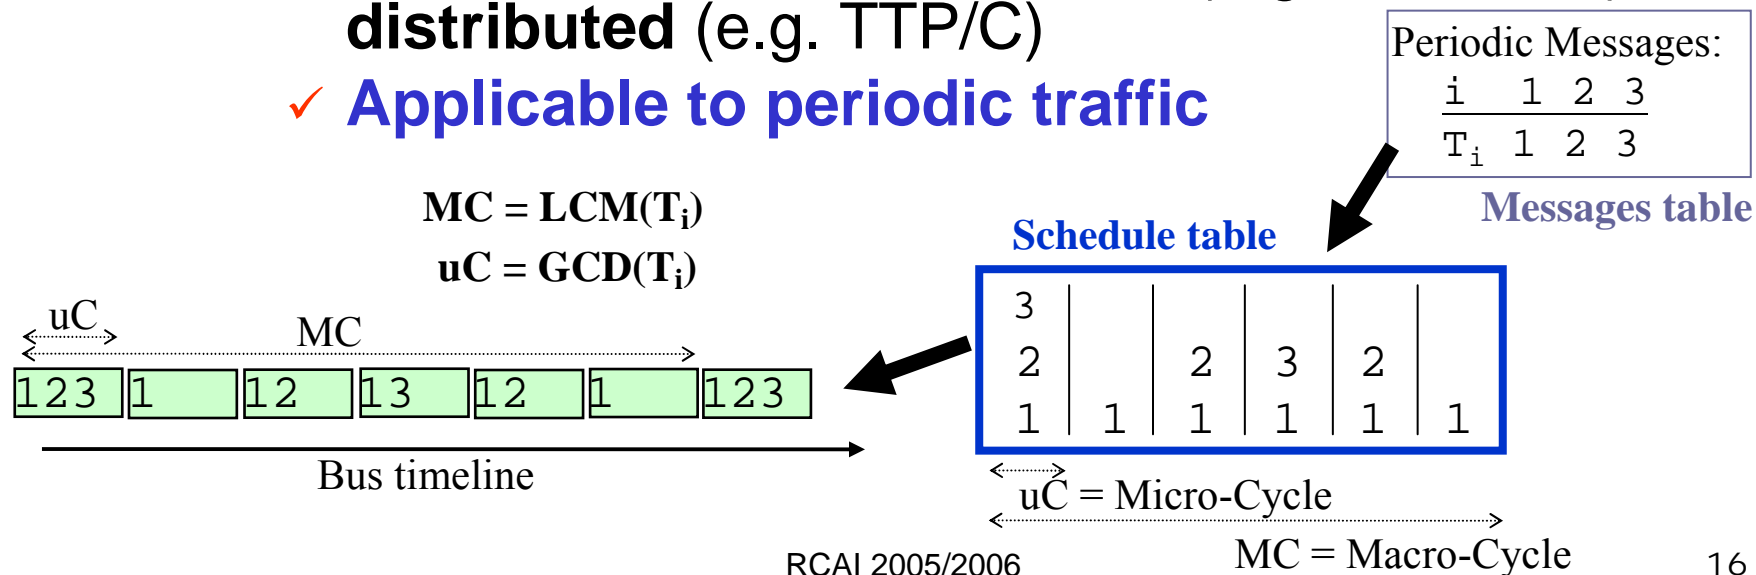 distributed (e.g. TTP/C)
✓ Applicable to periodic traffic
Periodic Messages:
i 1 2 3
Tᵢ 1 2 3
Messages table
MC = LCM(Tᵢ)
uC = GCD(Tᵢ)
Schedule table
3
2 2 3 2
1 1 1 1 1 1
uC
MC
123 1 12 13 12 1 123
Bus timeline
uC = Micro-Cycle
MC = Macro-Cycle
RCAI 2005/2006
16